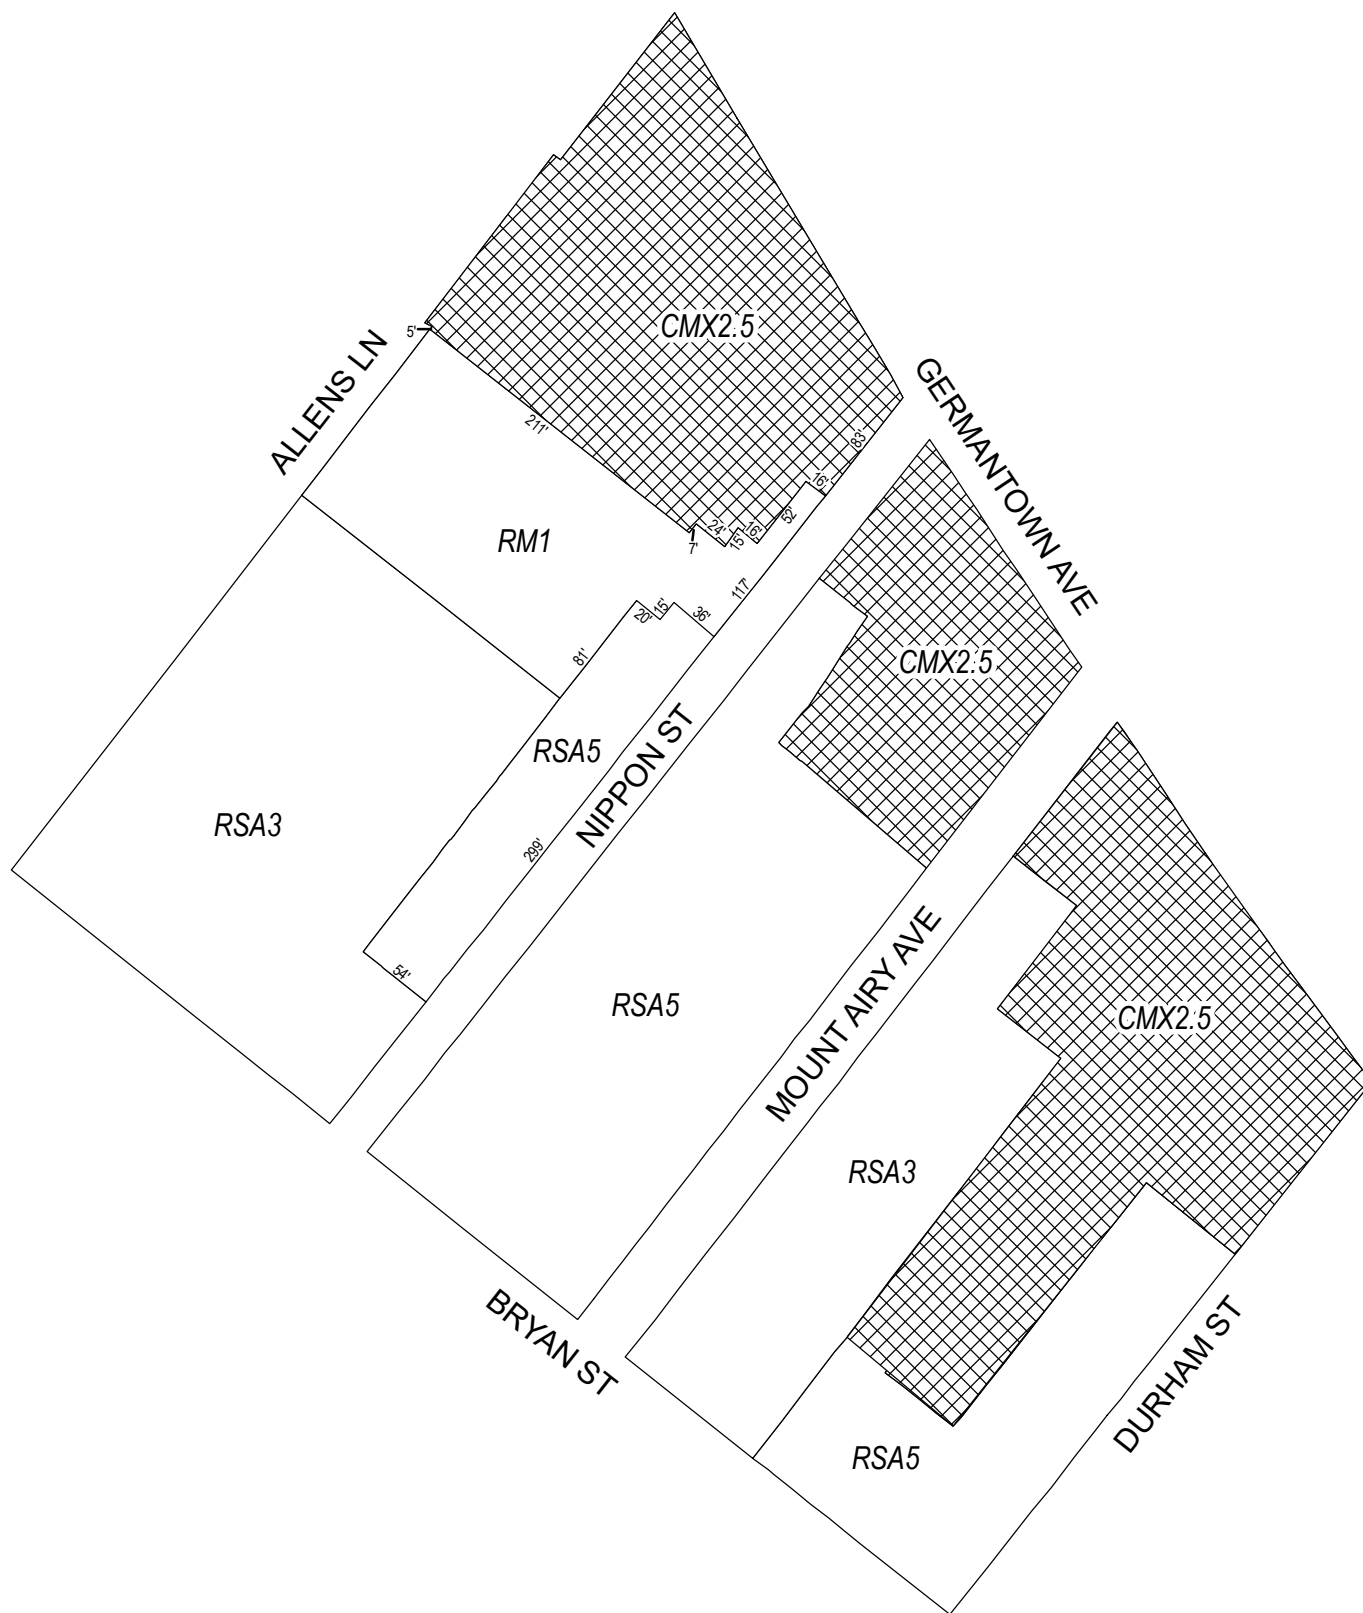 CMX2.5
5'
ALLENS LN
GERMANTOWN AVE
211'
83'
16'
52'
24'
16'
15'
7'
RM1
117'
36'
15'
20'
81'
CMX2.5
RSA5
NIPPON ST
RSA3
299'
54'
RSA5
MOUNT AIRY AVE
CMX2.5
RSA3
BRYAN ST
DURHAM ST
RSA5